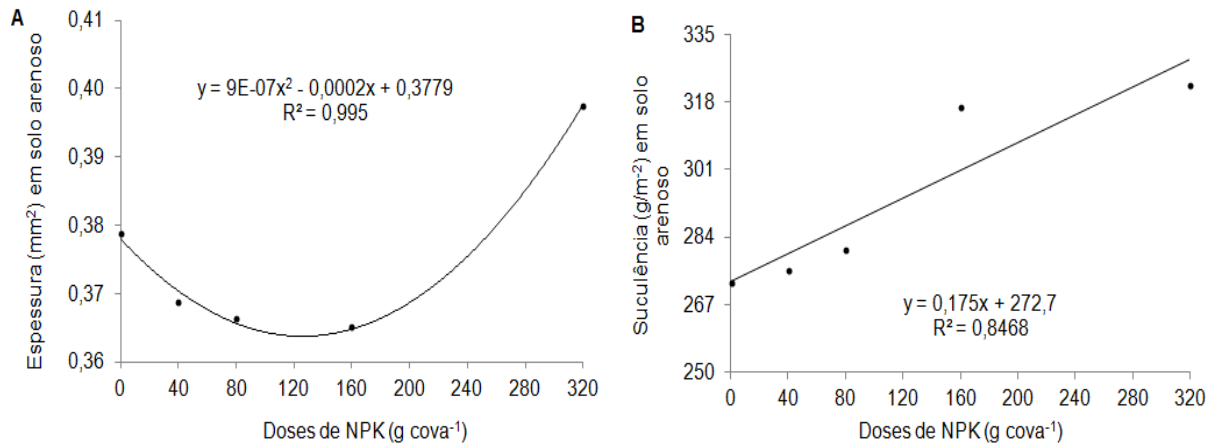 A
Espessura (mm²) em solo arenoso
0,41
0,40
0,39
0,38
0,37
0,36
y = 9E-07x² - 0,0002x + 0,3779
R² = 0,995
0 40 80 120 160 200 240 280 320
Doses de NPK (g cova⁻¹)
B
Suculência (g/m⁻²) em solo
arenoso
335
318
301
284
267
250
y = 0,175x + 272,7
R² = 0,8468
0 40 80 120 160 200 240 280 320
Doses de NPK (g cova⁻¹)